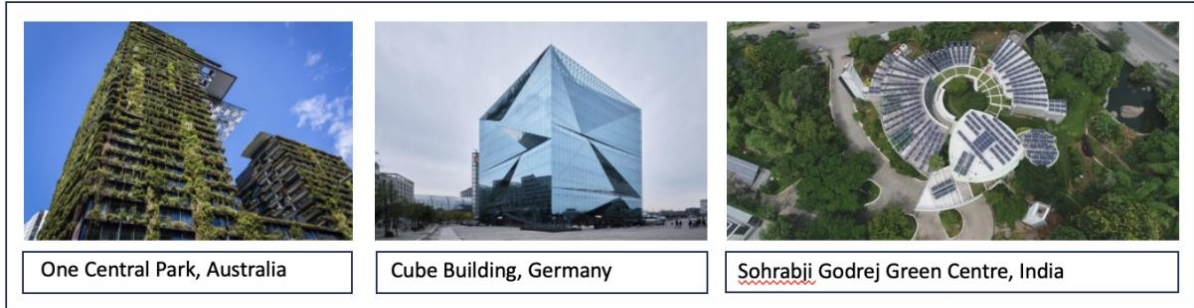 One Central Park, Australia
Cube Building, Germany
Sohrabji Godrej Green Centre, India